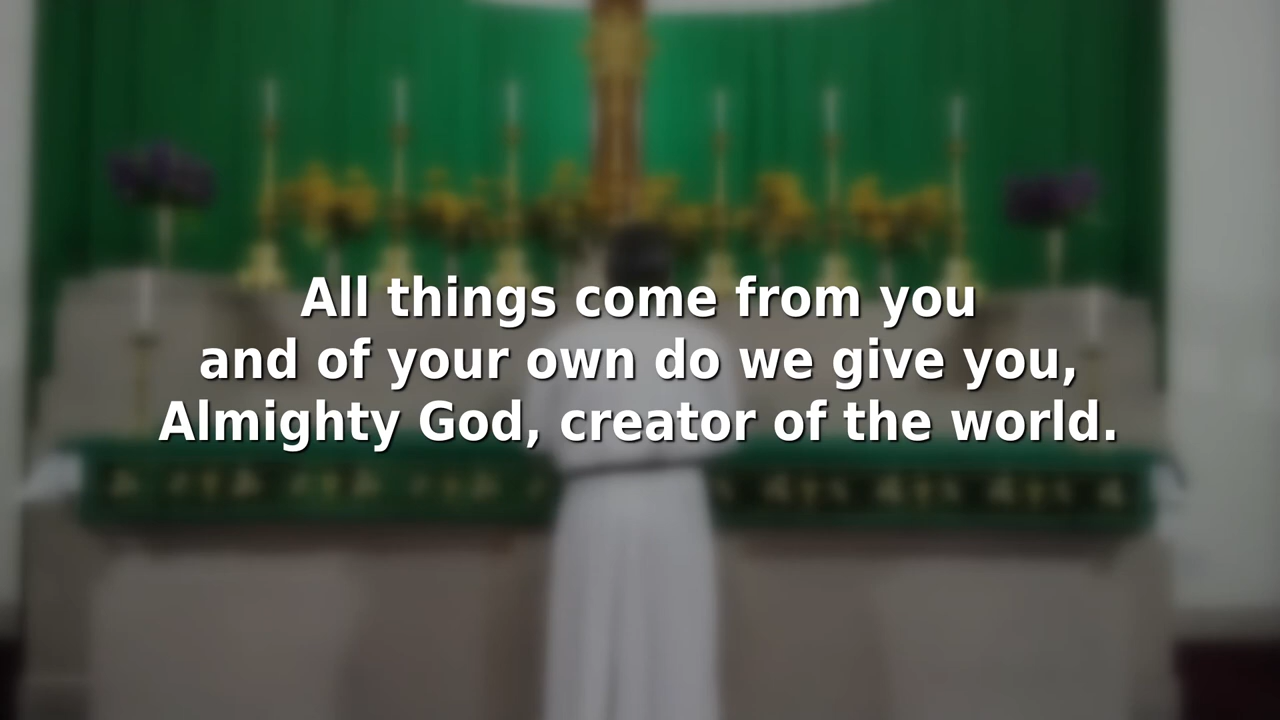 All things come from you
and of your own do we give you,
Almighty God, creator of the world.